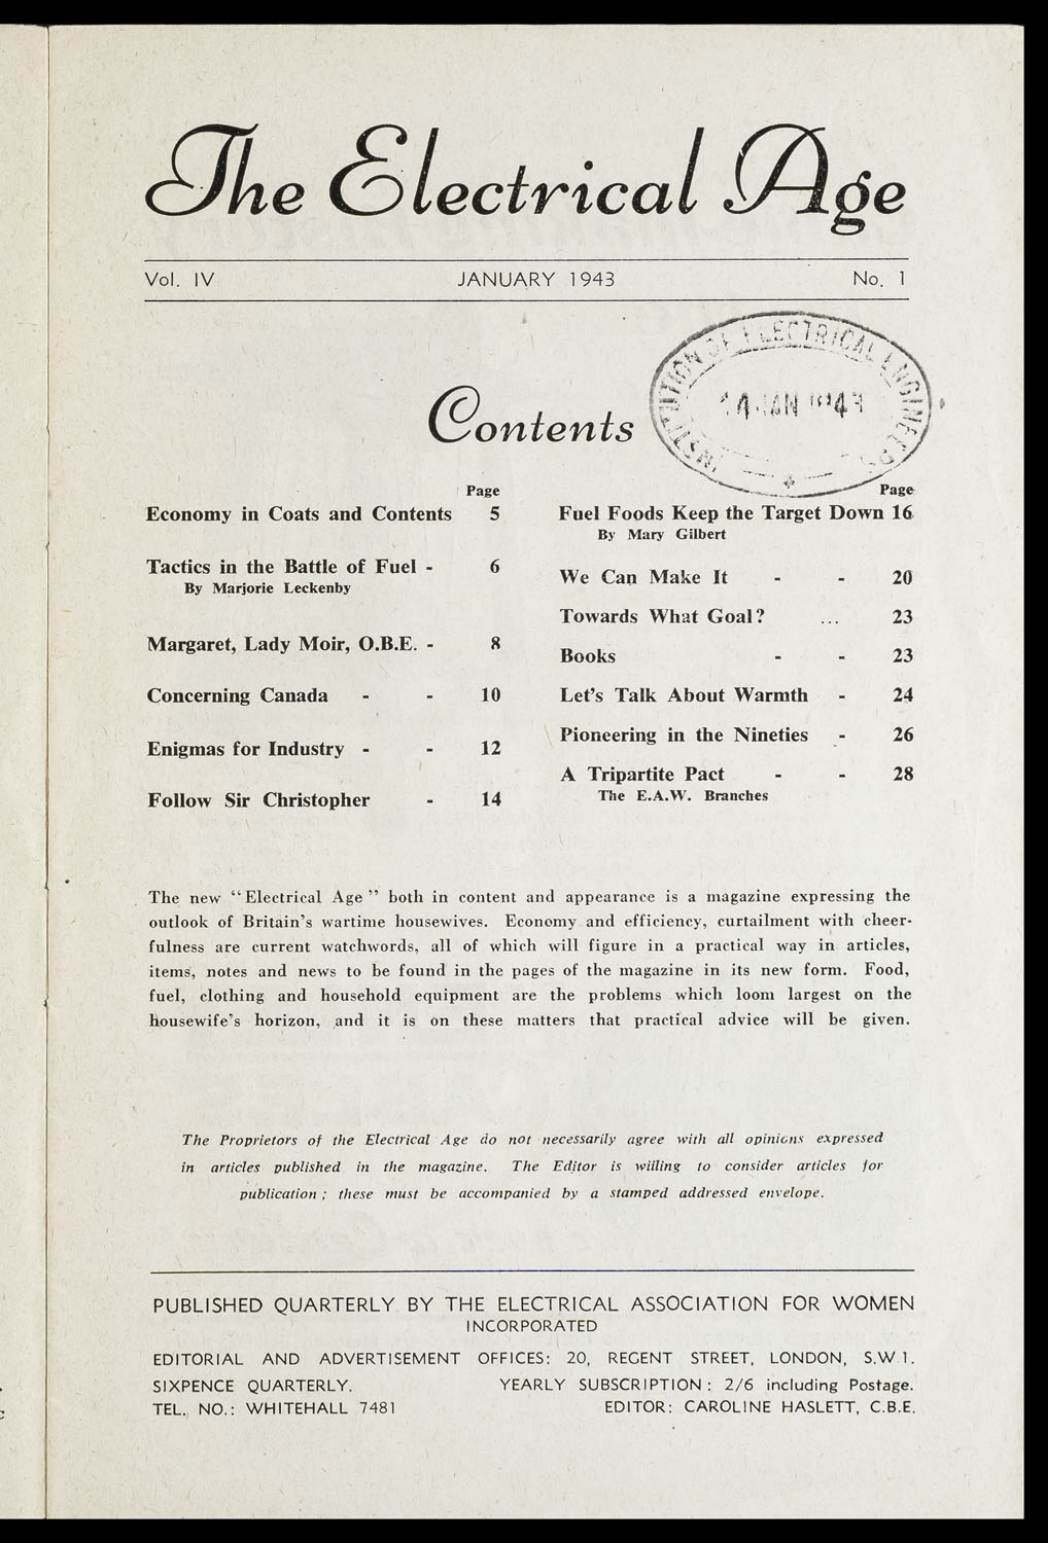 The Electrical Age
Vol. IV JANUARY 1943 No. 1
INSTITUTION OF ELECTRICAL ENGINEERS
14 JAN 1943
Contents
Page
Economy in Coats and Contents 5
Tactics in the Battle of Fuel - 6
By Marjorie Leckenby
Margaret, Lady Moir, O.B.E. - 8
Concerning Canada - - 10
Enigmas for Industry - - 12
Follow Sir Christopher - 14
Page
Fuel Foods Keep the Target Down 16
By Mary Gilbert
We Can Make It - - 20
Towards What Goal? ... 23
Books - - 23
Let's Talk About Warmth - 24
Pioneering in the Nineties - 26
A Tripartite Pact - - 28
The E.A.W. Branches
The new "Electrical Age" both in content and appearance is a magazine expressing the
outlook of Britain's wartime housewives. Economy and efficiency, curtailment with cheer-
fulness are current watchwords, all of which will figure in a practical way in articles,
items, notes and news to be found in the pages of the magazine in its new form. Food,
fuel, clothing and household equipment are the problems which loom largest on the
housewife's horizon, and it is on these matters that practical advice will be given.
The Proprietors of the Electrical Age do not necessarily agree with all opinions expressed
in articles published in the magazine. The Editor is willing to consider articles for
publication; these must be accompanied by a stamped addressed envelope.
PUBLISHED QUARTERLY BY THE ELECTRICAL ASSOCIATION FOR WOMEN
INCORPORATED
EDITORIAL AND ADVERTISEMENT OFFICES: 20, REGENT STREET, LONDON, S.W.1.
SIXPENCE QUARTERLY. YEARLY SUBSCRIPTION: 2/6 including Postage.
TEL. NO.: WHITEHALL 7481 EDITOR: CAROLINE HASLETT, C.B.E.